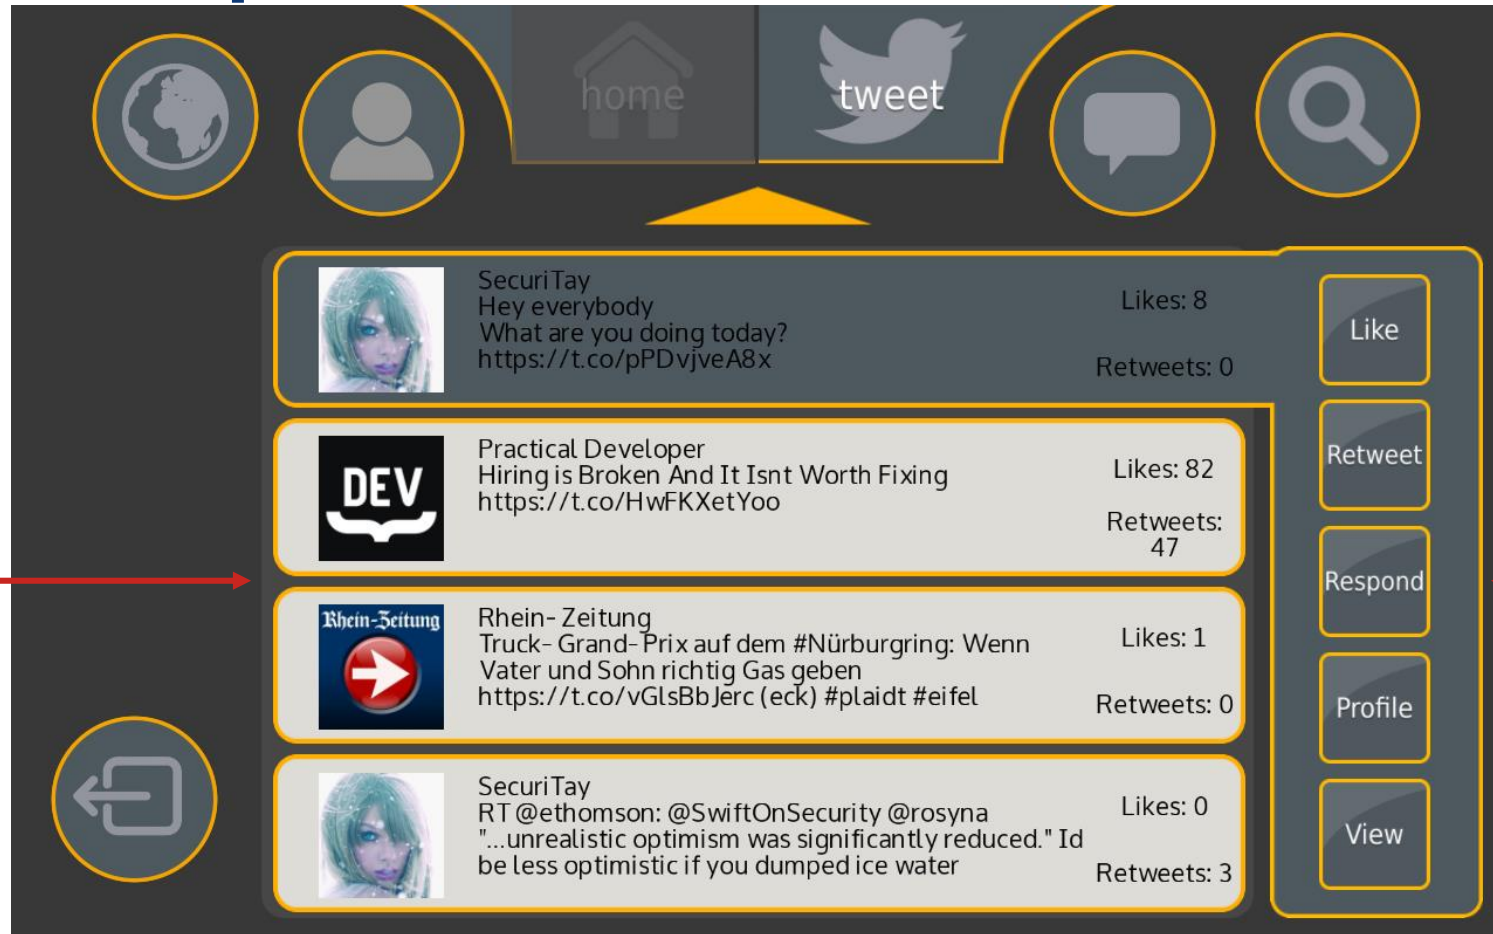 home
tweet
SecuriTay
Hey everybody
What are you doing today?
https://t.co/pPDvjveA8x
Likes: 8
Retweets: 0
DEV
Practical Developer
Hiring is Broken And It Isnt Worth Fixing
https://t.co/HwFKXetYoo
Likes: 82
Retweets:
47
Rhein-Zeitung
Rhein-Zeitung
Truck-Grand-Prix auf dem #Nürburgring: Wenn
Vater und Sohn richtig Gas geben
https://t.co/vGlsBbJerc (eck) #plaidt #eifel
Likes: 1
Retweets: 0
SecuriTay
RT @ethomson: @SwiftOnSecurity @rosyna
"...unrealistic optimism was significantly reduced." Id
be less optimistic if you dumped ice water
Likes: 0
Retweets: 3
Like
Retweet
Respond
Profile
View